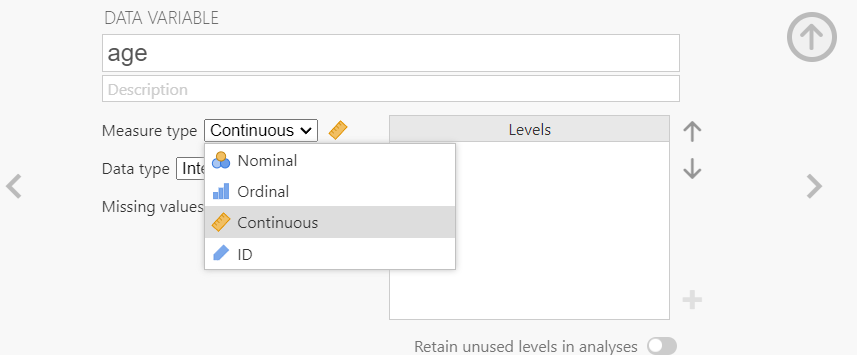 DATA VARIABLE
age
Description
Measure type Continuous Levels
Nominal
Data type Inte
Ordinal
Missing values
Continuous
ID
Retain unused levels in analyses